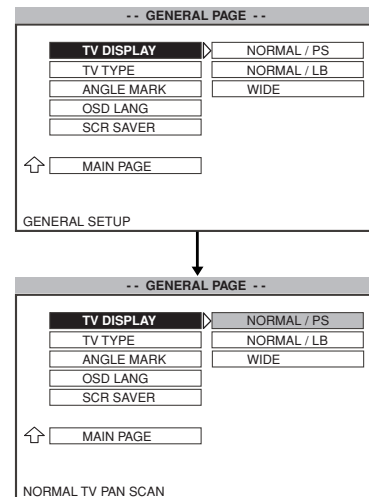 - - GENERAL PAGE - -
TV DISPLAY NORMAL / PS
TV TYPE NORMAL / LB
ANGLE MARK WIDE
OSD LANG
SCR SAVER
MAIN PAGE
GENERAL SETUP
- - GENERAL PAGE - -
TV DISPLAY NORMAL / PS
TV TYPE NORMAL / LB
ANGLE MARK WIDE
OSD LANG
SCR SAVER
MAIN PAGE
NORMAL TV PAN SCAN